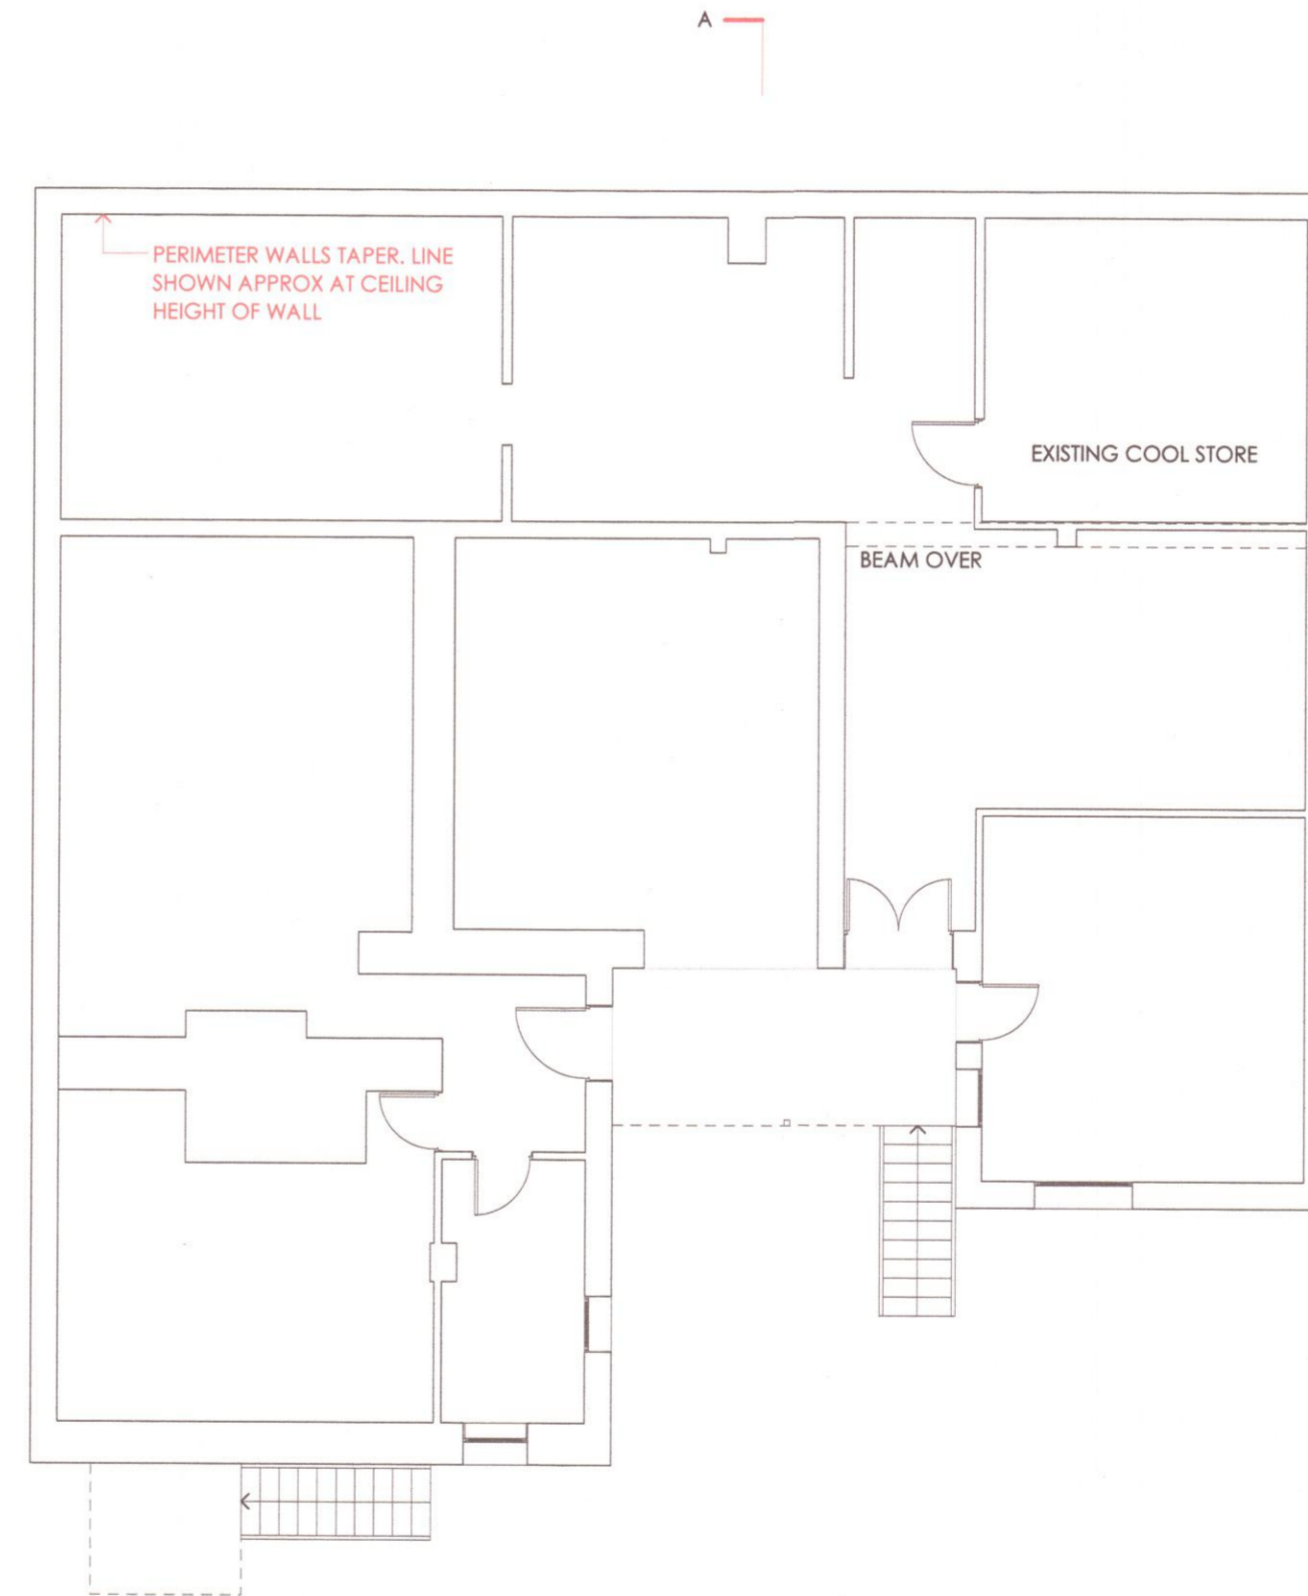 A
PERIMETER WALLS TAPER. LINE
SHOWN APPROX AT CEILING
HEIGHT OF WALL
EXISTING COOL STORE
BEAM OVER